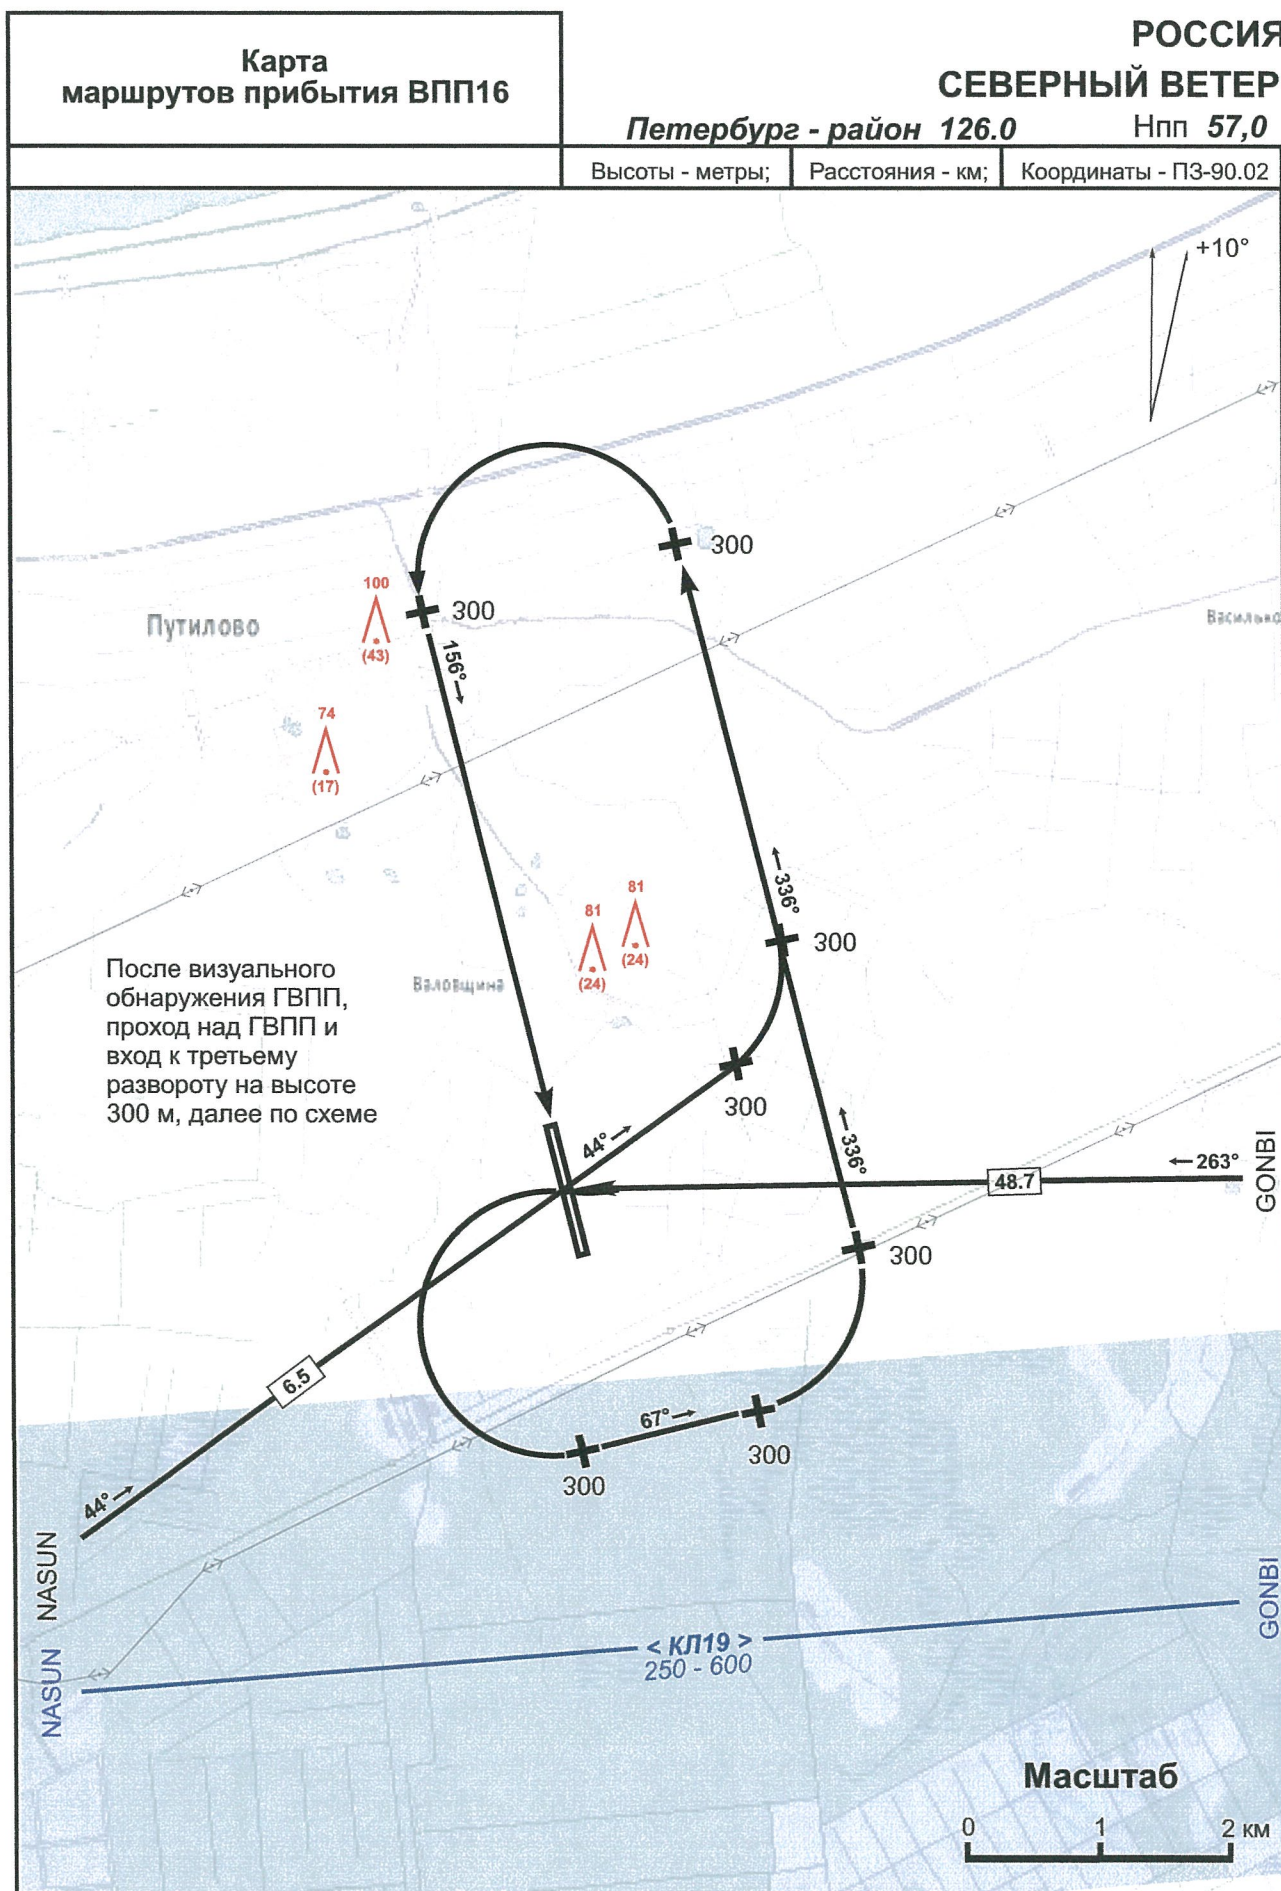 Карта
маршрутов прибытия ВПП16
РОССИЯ
СЕВЕРНЫЙ ВЕТЕР
Петербург - район 126.0
Нпп 57,0
Высоты - метры;
Расстояния - км;
Координаты - ПЗ-90.02
+10°
300
100
(43)
300
Путилово
Василько
156°→
74
(17)
←336°
81
(24)
81
(24)
300
После визуального
обнаружения ГВПП,
проход над ГВПП и
вход к третьему
развороту на высоте
300 м, далее по схеме
Валовщина
300
44°→
←336°
←263°
48.7
GONBI
300
6.5
67°→
300
300
44°→
NASUN
NASUN
GONBI
< КЛ19 >
250 - 600
Масштаб
0 1 2 км